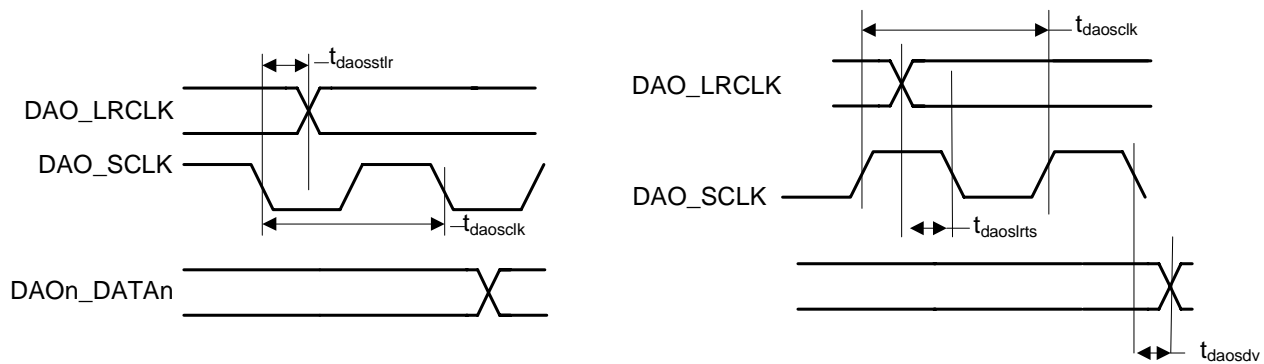 t_daosstlr
DAO_LRCLK
DAO_SCLK
t_daosclk
DAOn_DATAn
t_daosclk
DAO_LRCLK
DAO_SCLK
t_daoslrts
t_daosdv